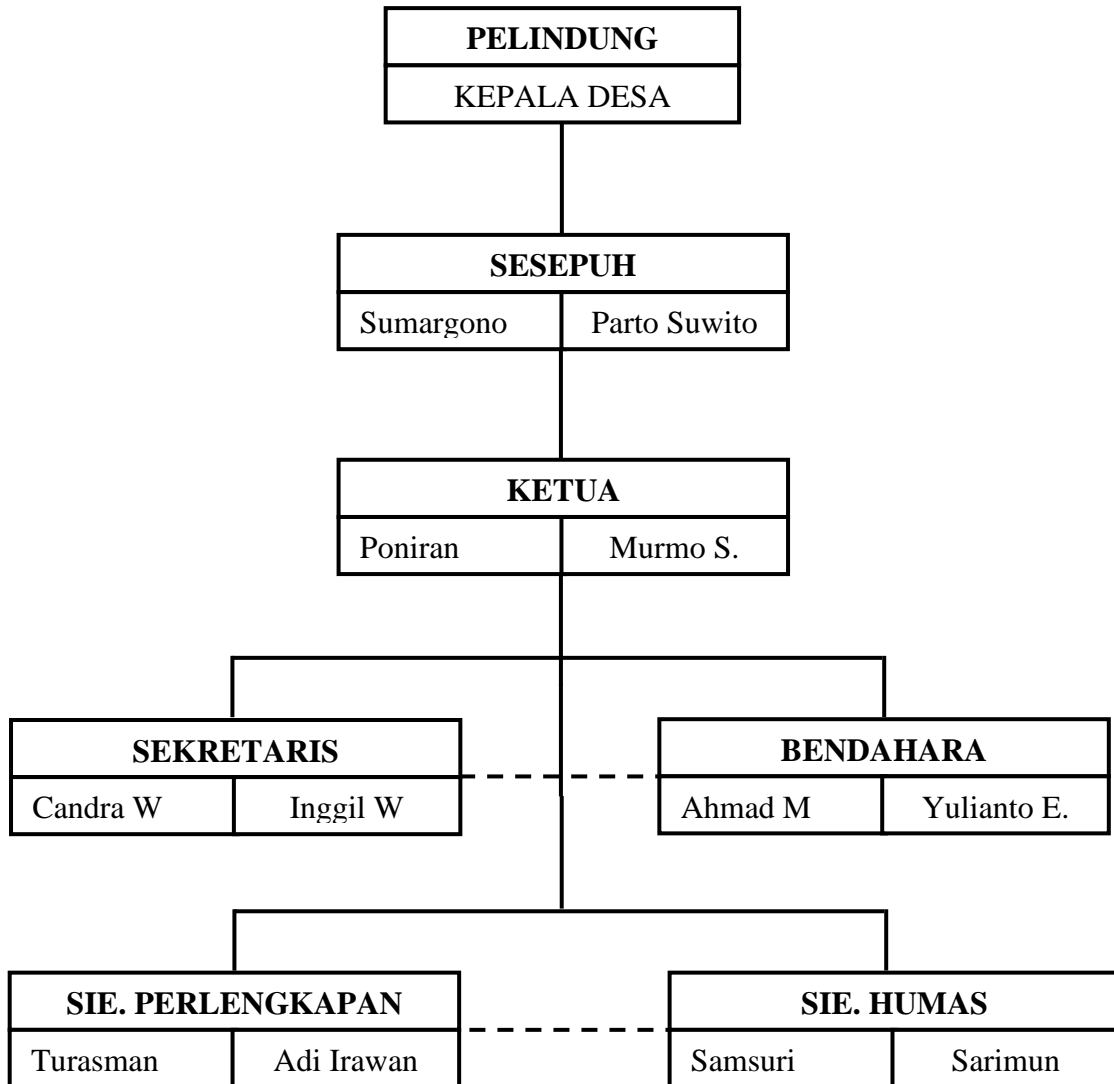 PELINDUNG
KEPALA DESA
SESEPUH
Sumargono Parto Suwito
KETUA
Poniran Murmo S.
SEKRETARIS BENDAHARA
Candra W Inggil W Ahmad M Yulianto E.
SIE. PERLENGKAPAN SIE. HUMAS
Turasman Adi Irawan Samsuri Sarimun